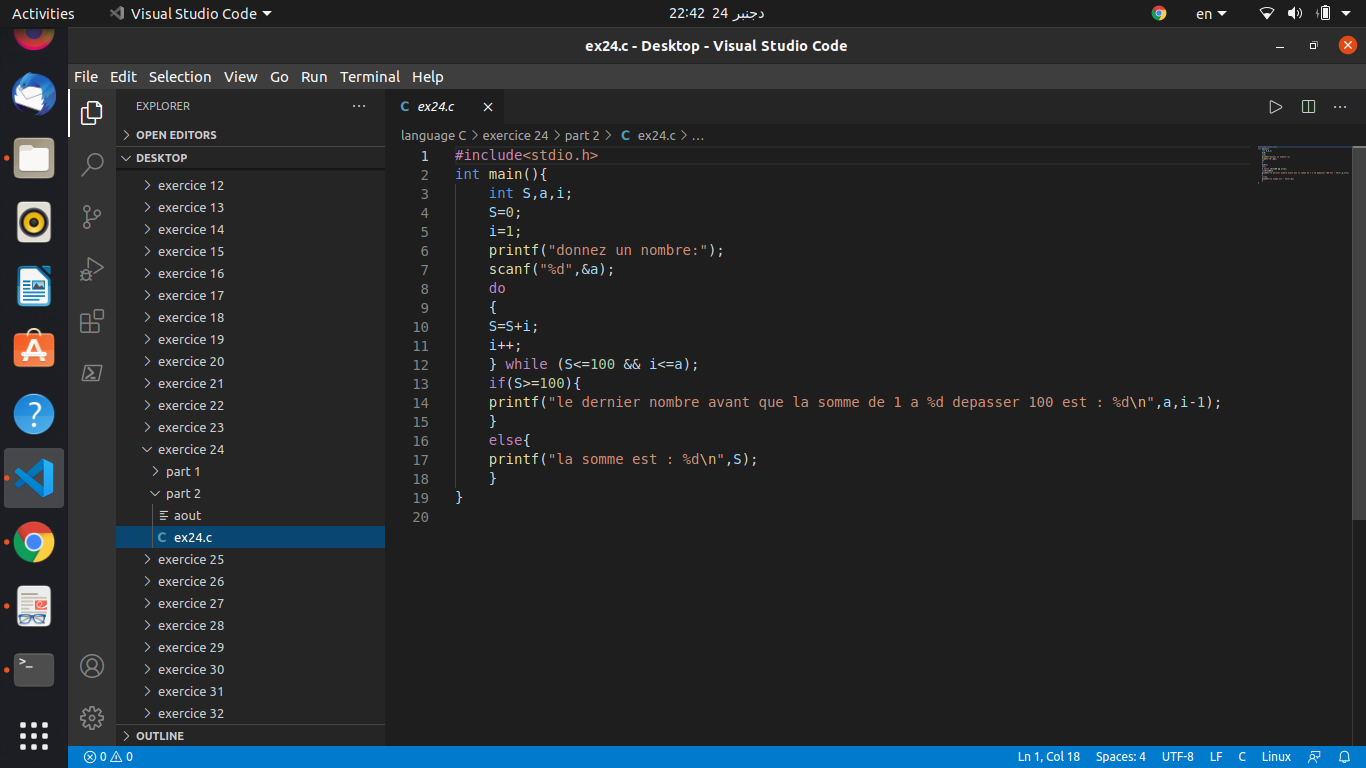 Activities Visual Studio Code 22:42 24 دجنبر en
ex24.c - Desktop - Visual Studio Code
File Edit Selection View Go Run Terminal Help
EXPLORER
OPEN EDITORS
DESKTOP
exercice 12
exercice 13
exercice 14
exercice 15
exercice 16
exercice 17
exercice 18
exercice 19
exercice 20
exercice 21
exercice 22
exercice 23
exercice 24
part 1
part 2
aout
C ex24.c
exercice 25
exercice 26
exercice 27
exercice 28
exercice 29
exercice 30
exercice 31
exercice 32
OUTLINE
C ex24.c
language C > exercice 24 > part 2 > C ex24.c > ...
1 #include<stdio.h>
2 int main(){
3 int S,a,i;
4 S=0;
5 i=1;
6 printf("donnez un nombre:");
7 scanf("%d",&a);
8 do
9 {
10 S=S+i;
11 i++;
12 } while (S<=100 && i<=a);
13 if(S>=100){
14 printf("le dernier nombre avant que la somme de 1 a %d depasser 100 est : %d\n",a,i-1);
15 }
16 else{
17 printf("la somme est : %d\n",S);
18 }
19 }
20
0 0 Ln 1, Col 18 Spaces: 4 UTF-8 LF C Linux